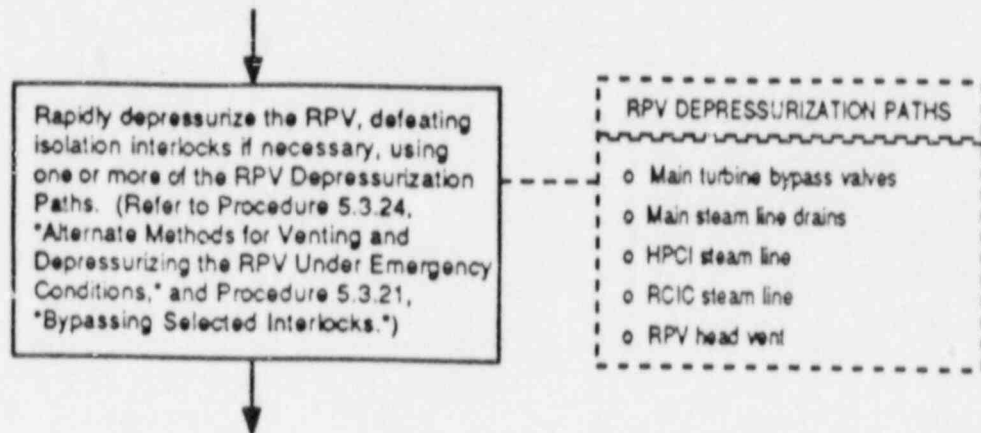 Rapidly depressurize the RPV, defeating
isolation interlocks if necessary, using
one or more of the RPV Depressurization
Paths. (Refer to Procedure 5.3.24,
"Alternate Methods for Venting and
Depressurizing the RPV Under Emergency
Conditions," and Procedure 5.3.21,
"Bypassing Selected Interlocks.")
RPV DEPRESSURIZATION PATHS
o Main turbine bypass valves
o Main steam line drains
o HPCI steam line
o RCIC steam line
o RPV head vent